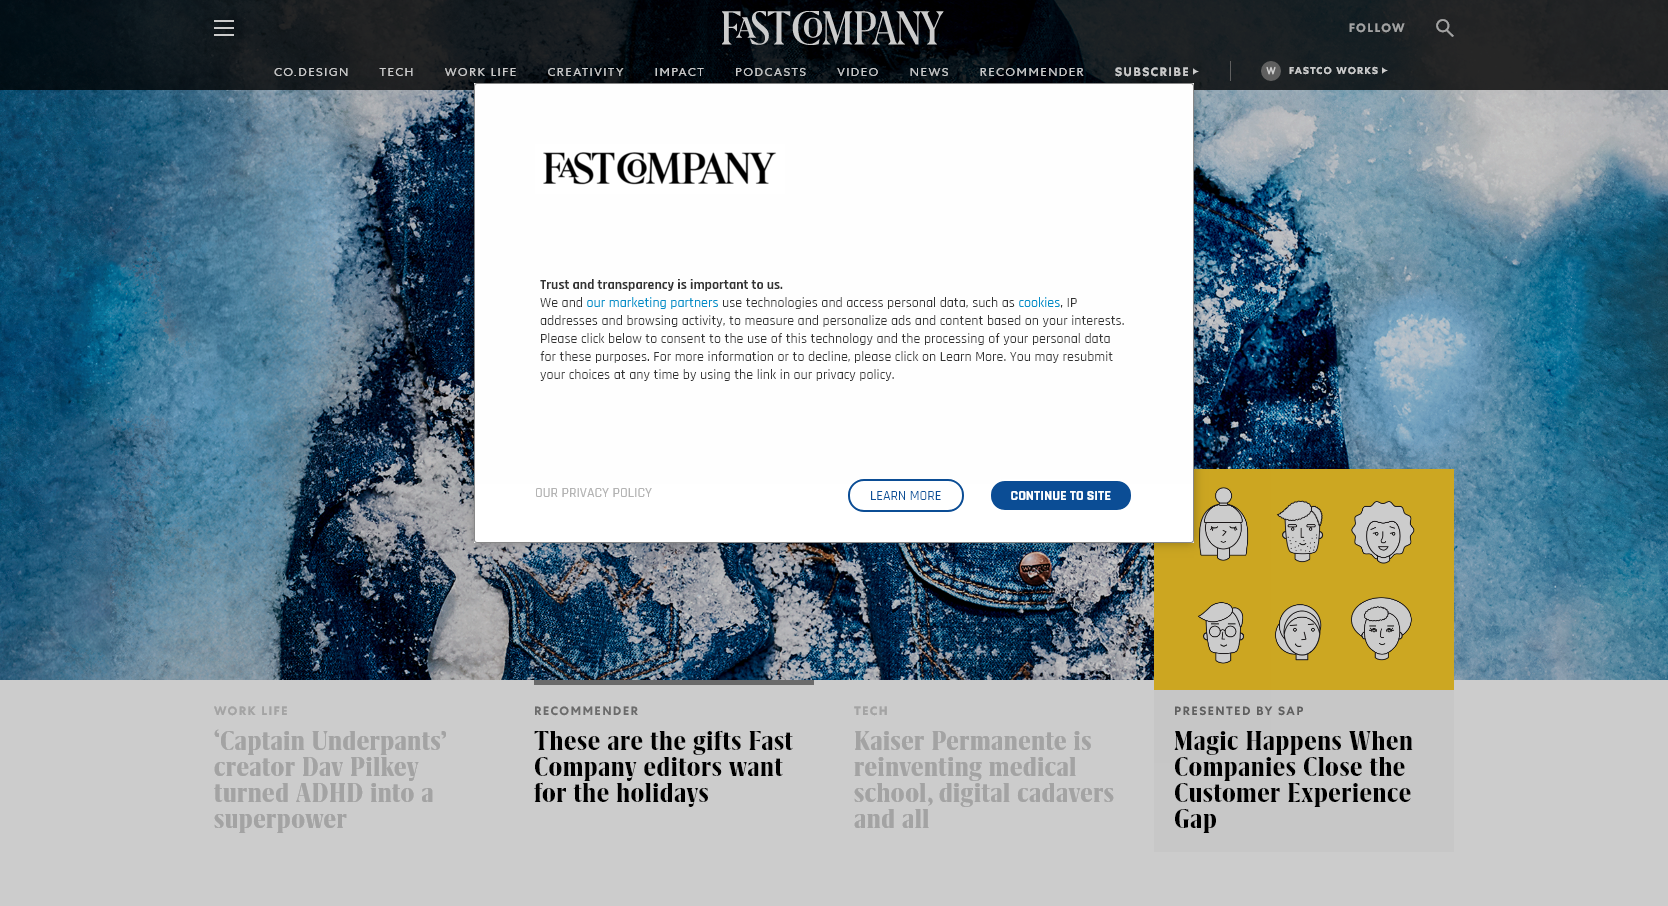 FAST COMPANY
FOLLOW
CO.DESIGN TECH WORK LIFE CREATIVITY IMPACT PODCASTS VIDEO NEWS RECOMMENDER SUBSCRIBE W FASTCO WORKS
FAST COMPANY
Trust and transparency is important to us.
We and our marketing partners use technologies and access personal data, such as cookies, IP
addresses and browsing activity, to measure and personalize ads and content based on your interests.
Please click below to consent to the use of this technology and the processing of your personal data
for these purposes. For more information or to decline, please click on Learn More. You may resubmit
your choices at any time by using the link in our privacy policy.
OUR PRIVACY POLICY
LEARN MORE
CONTINUE TO SITE
WORK LIFE
‘Captain Underpants’
creator Dav Pilkey
turned ADHD into a
superpower
RECOMMENDER
These are the gifts Fast
Company editors want
for the holidays
TECH
Kaiser Permanente is
reinventing medical
school, digital cadavers
and all
PRESENTED BY SAP
Magic Happens When
Companies Close the
Customer Experience
Gap